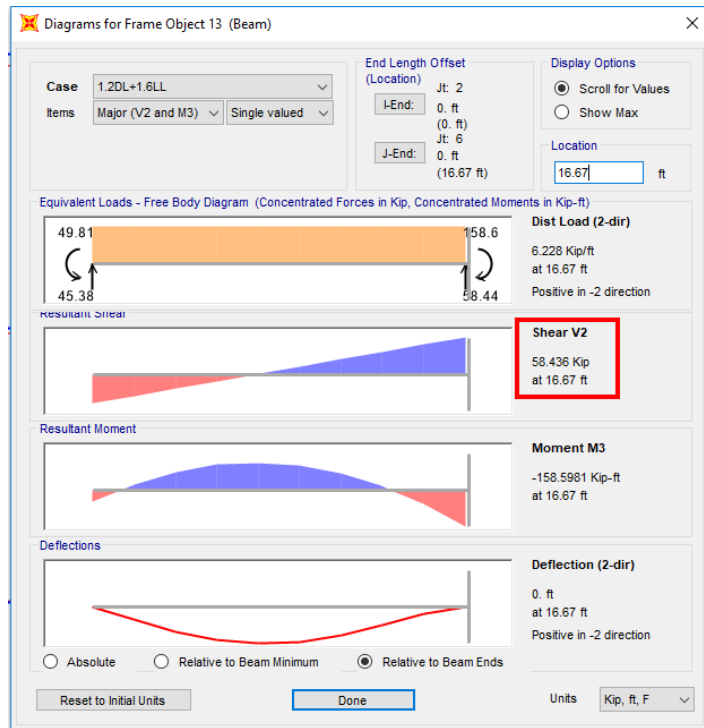 Diagrams for Frame Object 13 (Beam)
End Length Offset
(Location)
Display Options
Case
1.2DL+1.6LL
Items
Major (V2 and M3)
Single valued
I-End:
Jt: 2
0. ft
(0. ft)
J-End:
Jt: 6
0. ft
(16.67 ft)
Scroll for Values
Show Max
Location
16.67
ft
Equivalent Loads - Free Body Diagram (Concentrated Forces in Kip, Concentrated Moments in Kip-ft)
49.81
158.6
45.38
58.44
Dist Load (2-dir)
6.228 Kip/ft
at 16.67 ft
Positive in -2 direction
Resultant Shear
Shear V2
58.436 Kip
at 16.67 ft
Resultant Moment
Moment M3
-158.5981 Kip-ft
at 16.67 ft
Deflections
Deflection (2-dir)
0. ft
at 16.67 ft
Positive in -2 direction
Absolute
Relative to Beam Minimum
Relative to Beam Ends
Reset to Initial Units
Done
Units
Kip, ft, F